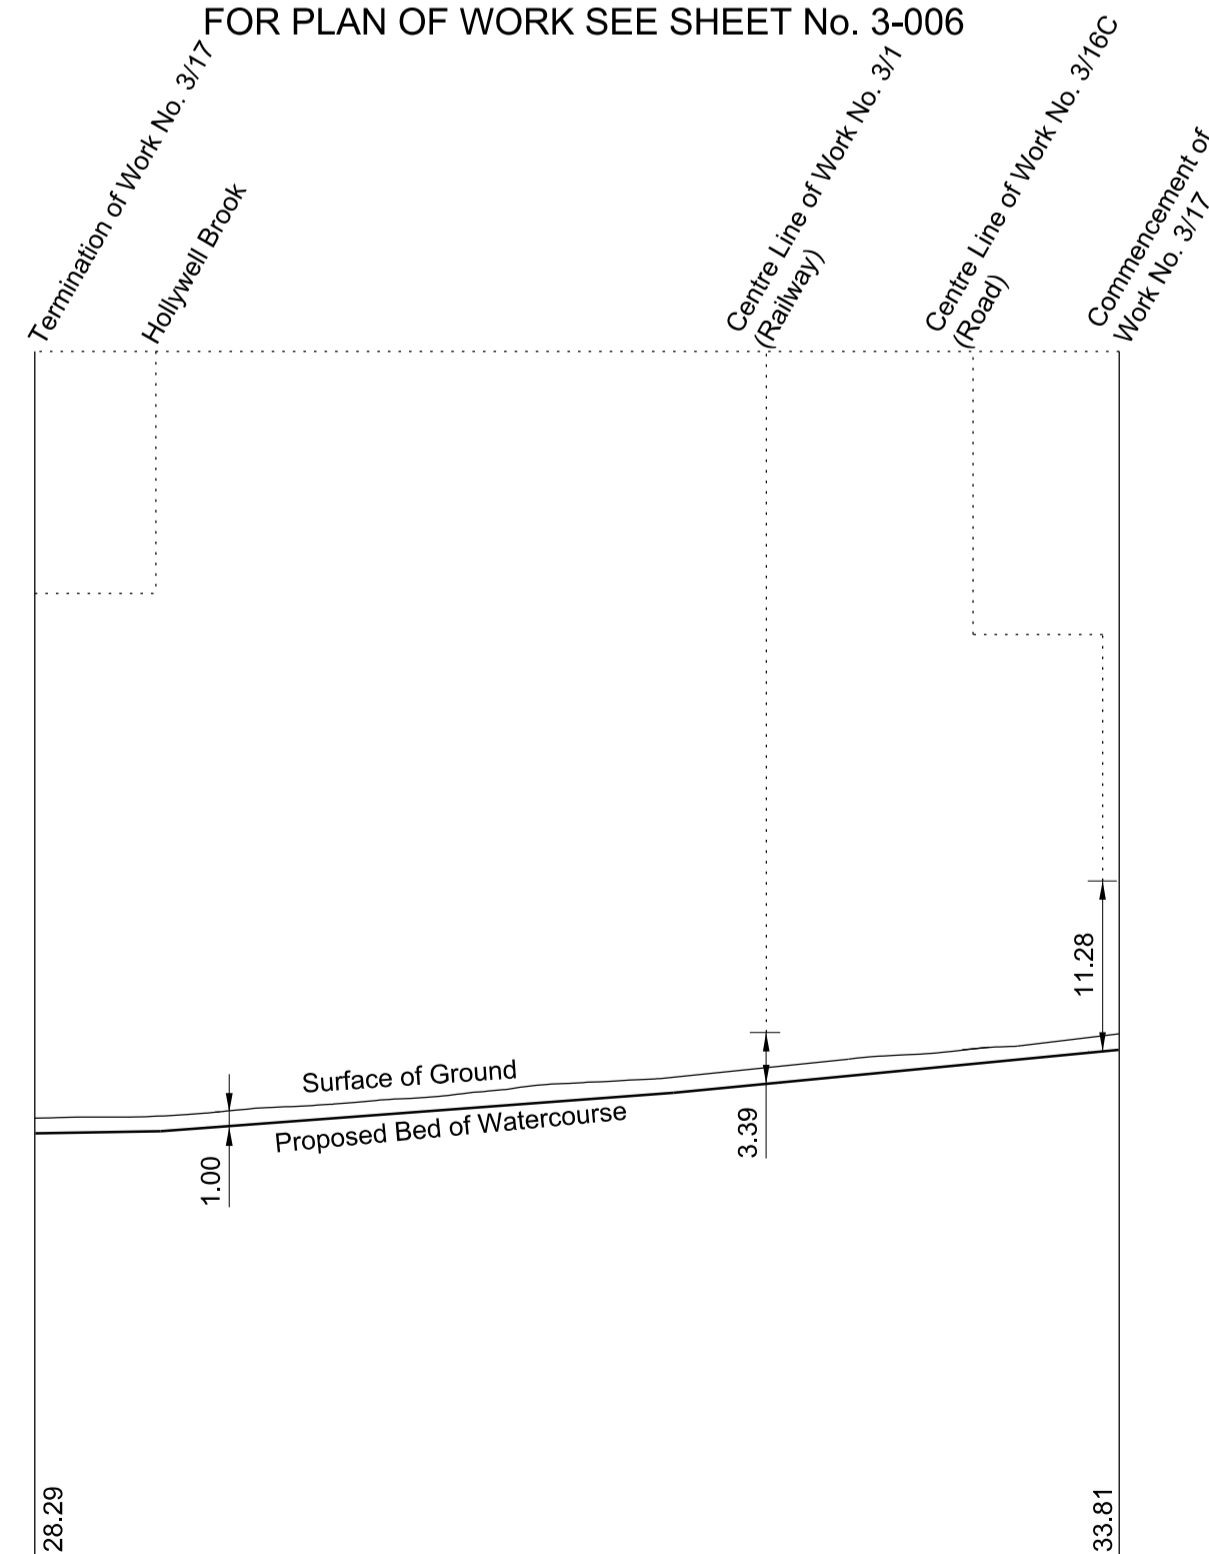 FOR PLAN OF WORK SEE SHEET No. 3-006
Termination of Work No. 3/17
Hollywell Brook
Centre Line of Work No. 3/1
(Railway)
Centre Line of Work No. 3/16C
(Road)
Commencement of
Work No. 3/17
11.28
Surface of Ground
Proposed Bed of Watercourse
3.39
1.00
28.29
33.81